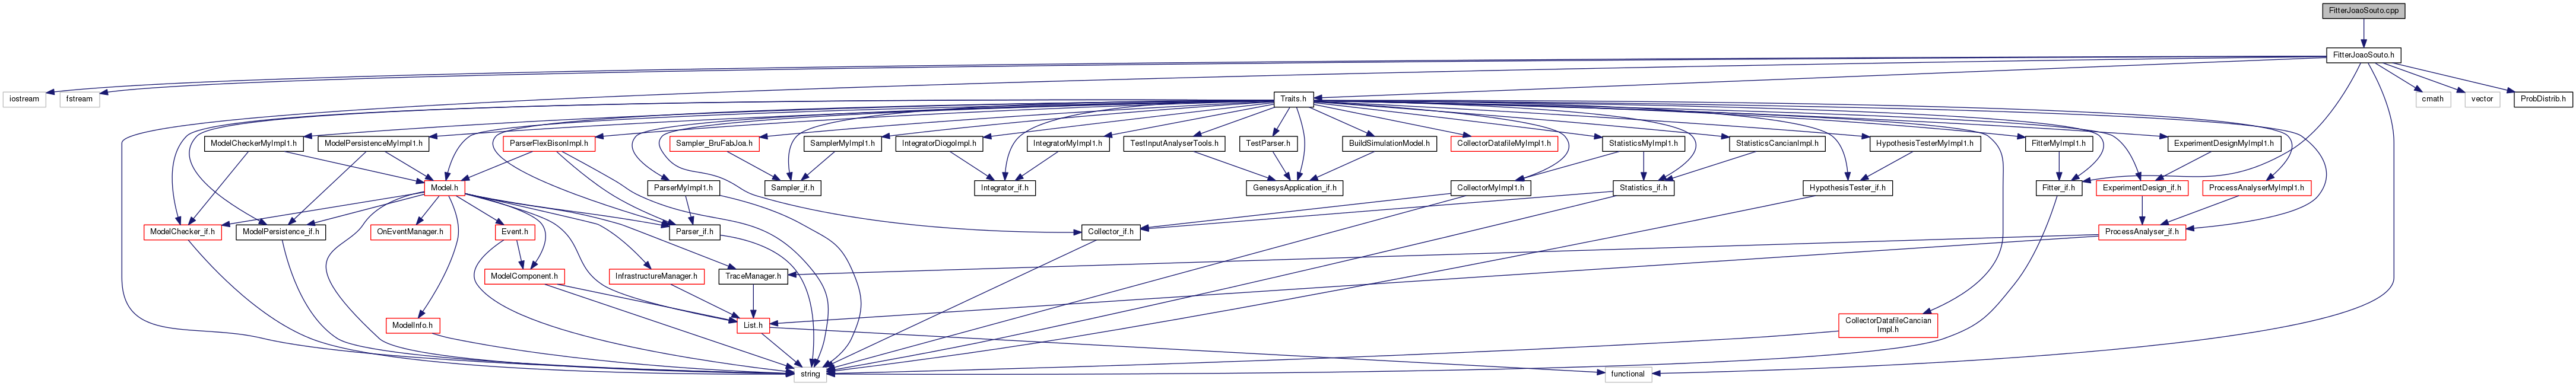 FitterJoaoSouto.cpp
FitterJoaoSouto.h
iostream
fstream
Traits.h
cmath
vector
ProbDistrib.h
ModelCheckerMyImpl1.h
ModelPersistenceMyImpl1.h
ParserFlexBisonImpl.h
Sampler_BruFabJoa.h
SamplerMyImpl1.h
IntegratorDiogoImpl.h
IntegratorMyImpl1.h
TestInputAnalyserTools.h
TestParser.h
BuildSimulationModel.h
CollectorDatafileMyImpl1.h
StatisticsMyImpl1.h
StatisticsCancianImpl.h
HypothesisTesterMyImpl1.h
FitterMyImpl1.h
ExperimentDesignMyImpl1.h
Model.h
ParserMyImpl1.h
Sampler_if.h
Integrator_if.h
GenesysApplication_if.h
CollectorMyImpl1.h
Statistics_if.h
HypothesisTester_if.h
Fitter_if.h
ExperimentDesign_if.h
ProcessAnalyserMyImpl1.h
ModelChecker_if.h
ModelPersistence_if.h
OnEventManager.h
Event.h
Parser_if.h
Collector_if.h
ProcessAnalyser_if.h
ModelComponent.h
InfrastructureManager.h
TraceManager.h
ModelInfo.h
List.h
CollectorDatafileCancian
Impl.h
string
functional